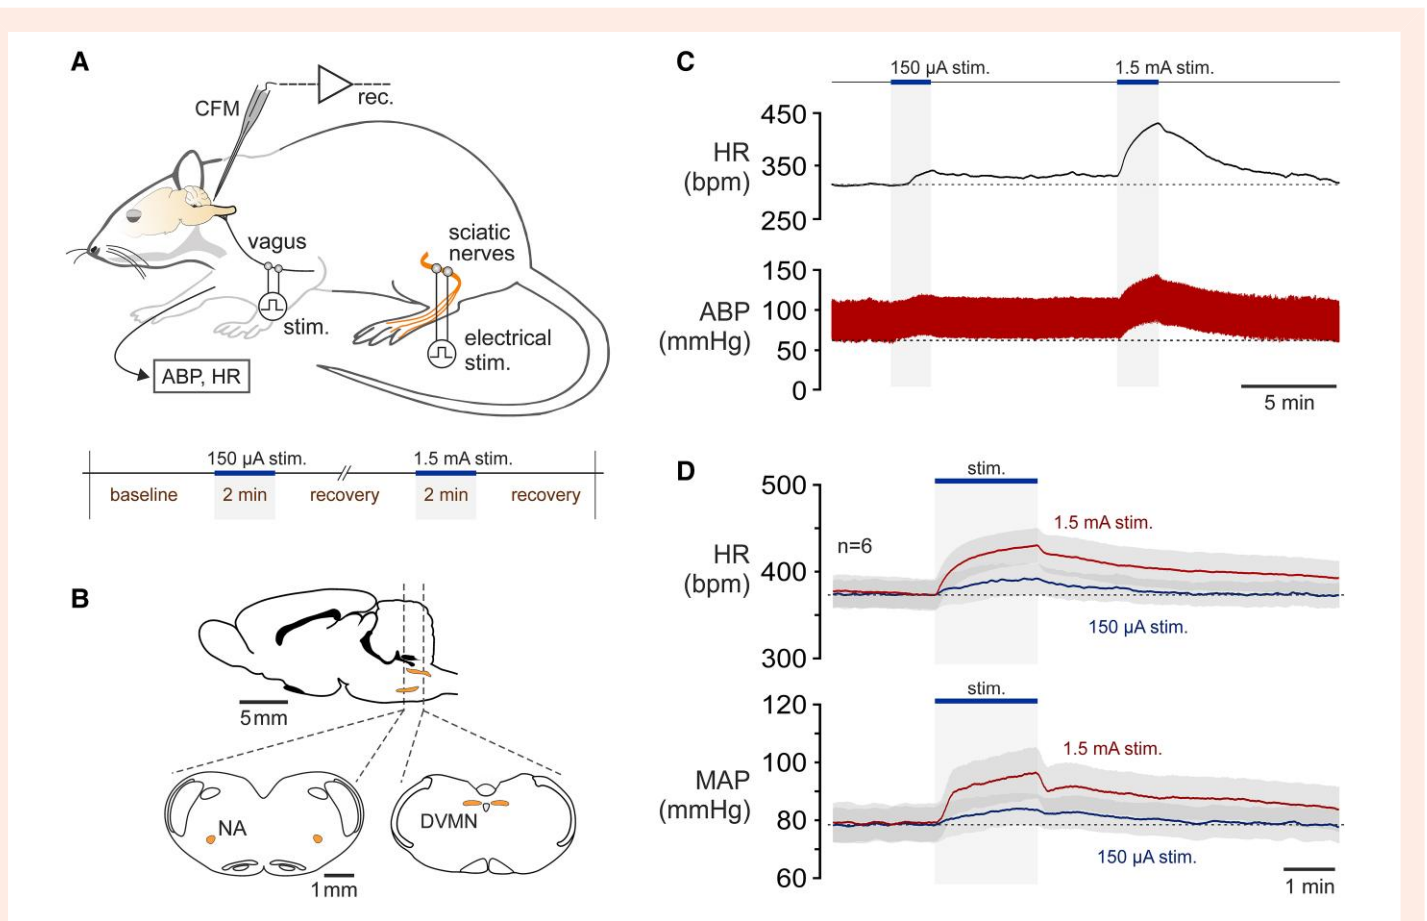 A
CFM
rec.
vagus
stim.
sciatic
nerves
electrical
stim.
ABP, HR
150 µA stim.
1.5 mA stim.
baseline
2 min
recovery
2 min
recovery
B
5mm
NA
DVMN
1mm
C
150 µA stim.
1.5 mA stim.
450
HR
(bpm)
350
250
150
ABP
(mmHg)
100
50
0
5 min
D
stim.
500
HR
(bpm)
400
300
n=6
1.5 mA stim.
150 µA stim.
stim.
120
100
MAP
(mmHg)
80
60
1.5 mA stim.
150 µA stim.
1 min